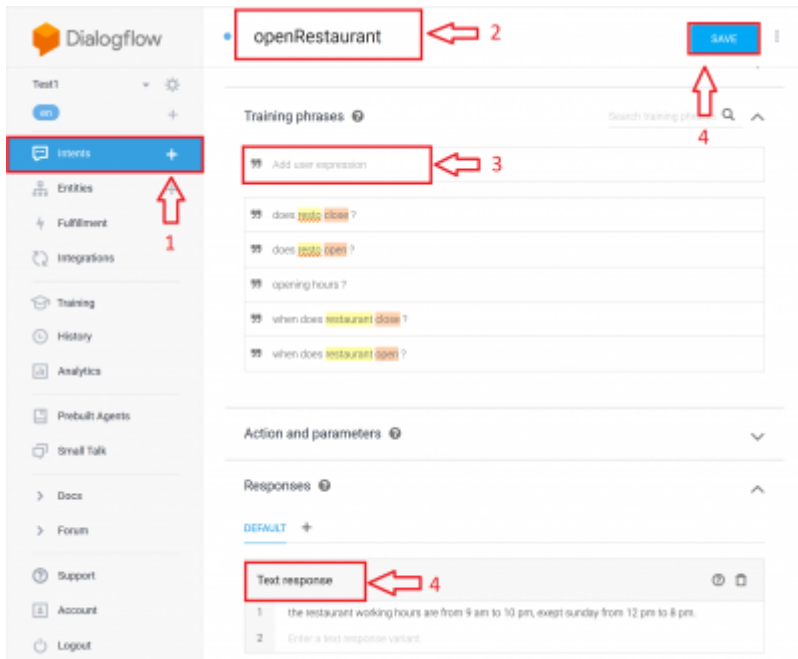 Dialogflow
openRestaurant
2
SAVE
Test1
en
Training phrases
Search training phrases
4
Intents
Add user expression
3
Entities
1
Fulfillment
Integrations
does resto close ?
does resto open ?
opening hours ?
when does restaurant close ?
when does restaurant open ?
Training
History
Analytics
Prebuilt Agents
Small Talk
Action and parameters
Docs
Forum
Responses
DEFAULT
Support
Account
Logout
Text response
4
1 the restaurant working hours are from 9 am to 10 pm, exept sunday from 12 pm to 8 pm.
2 Enter a text response variant